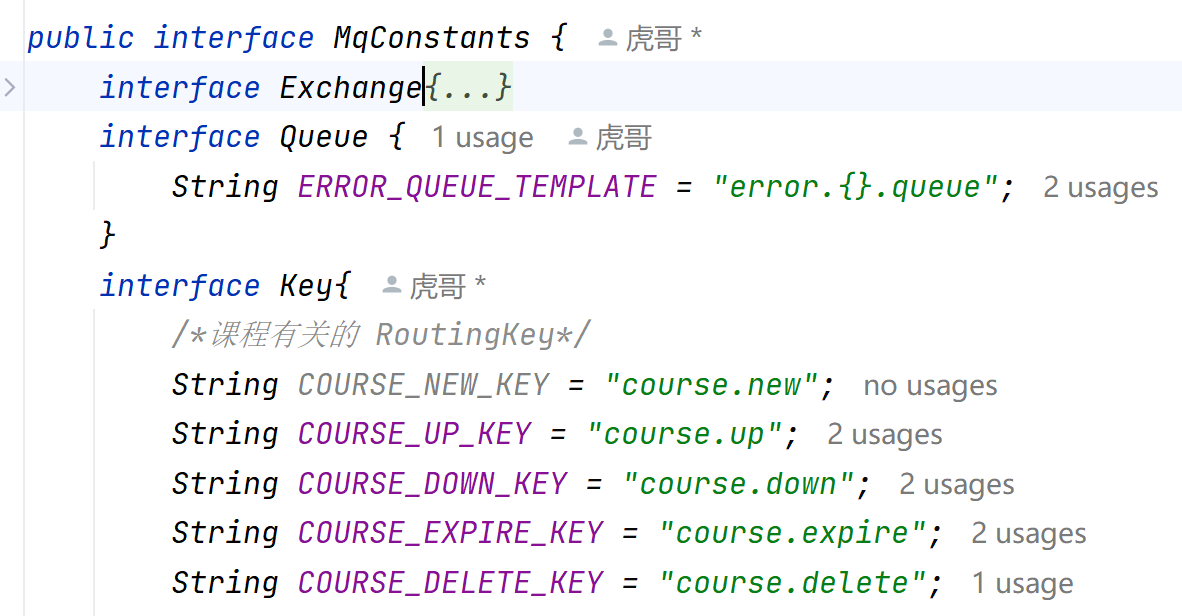 public interface MqConstants { 虎哥 *
interface Exchange{...}
interface Queue { 1 usage 虎哥
String ERROR_QUEUE_TEMPLATE = "error.{}.queue"; 2 usages
}
interface Key{ 虎哥 *
/*课程有关的 RoutingKey*/
String COURSE_NEW_KEY = "course.new"; no usages
String COURSE_UP_KEY = "course.up"; 2 usages
String COURSE_DOWN_KEY = "course.down"; 2 usages
String COURSE_EXPIRE_KEY = "course.expire"; 2 usages
String COURSE_DELETE_KEY = "course.delete"; 1 usage